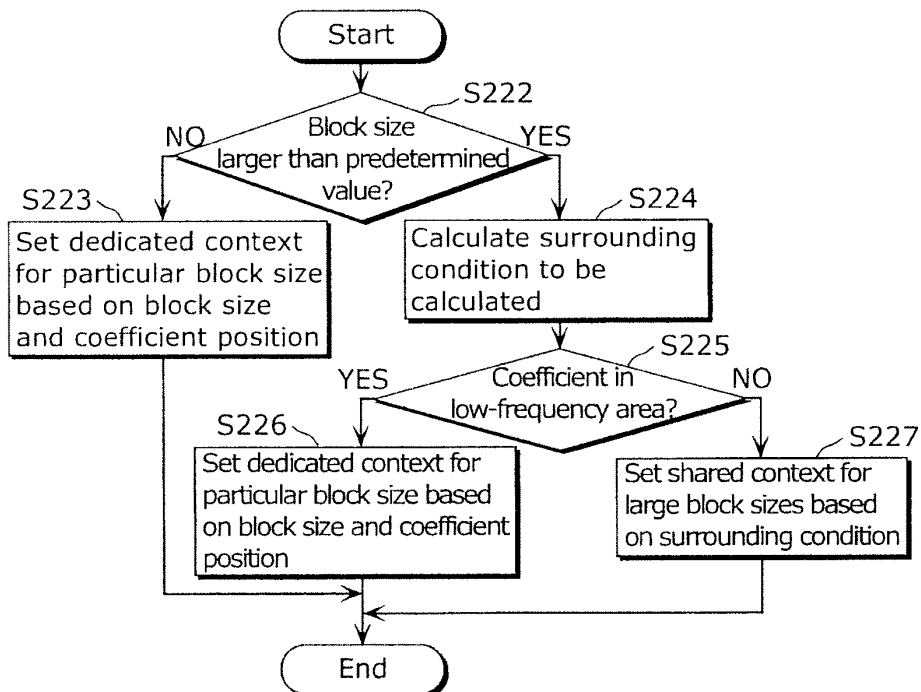 Start
S222
Block size
larger than predetermined
value?
NO
YES
S223
Set dedicated context
for particular block size
based on block size
and coefficient position
S224
Calculate surrounding
condition to be
calculated
S225
Coefficient in
low-frequency area?
YES
NO
S226
Set dedicated context for
particular block size based
on block size and coefficient
position
S227
Set shared context for
large block sizes based
on surrounding condition
End